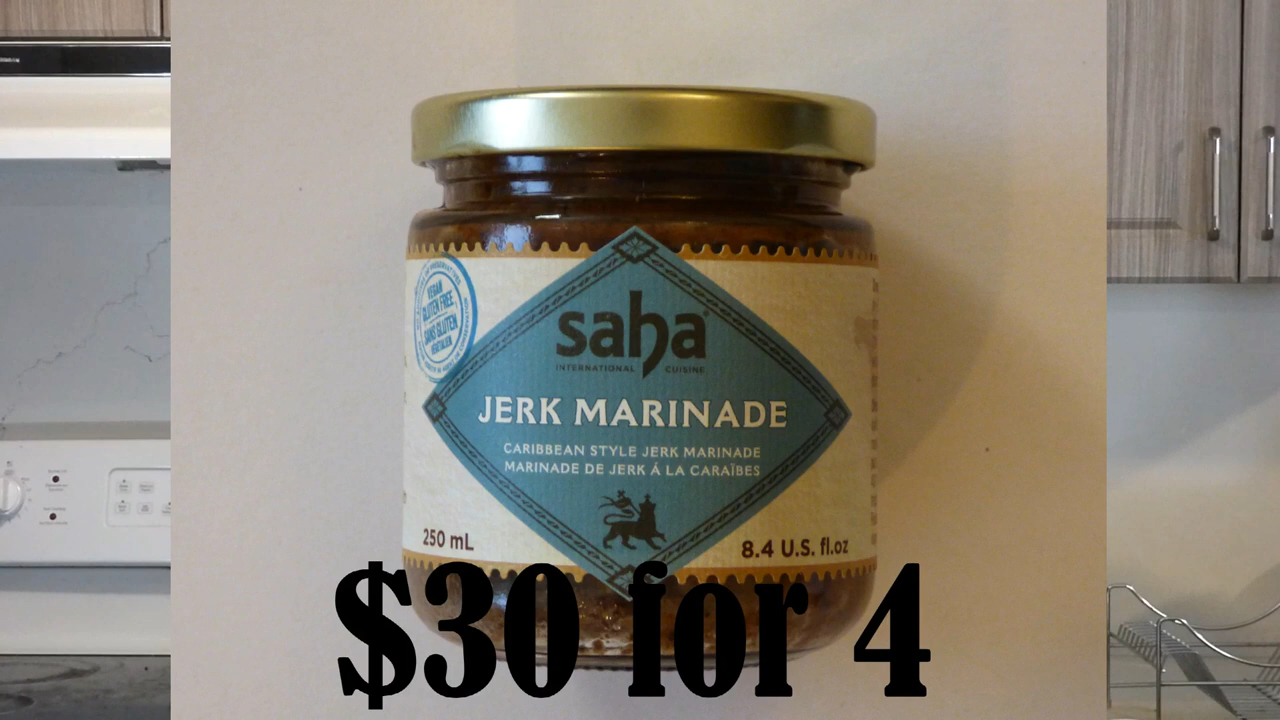 VEGAN
GLUTEN FREE
SANS GLUTEN
VÉGÉTALIEN
saha
INTERNATIONAL CUISINE
JERK MARINADE
CARIBBEAN STYLE JERK MARINADE
MARINADE DE JERK Á LA CARAÏBES
250 mL
8.4 U.S. fl.oz
$30 for 4